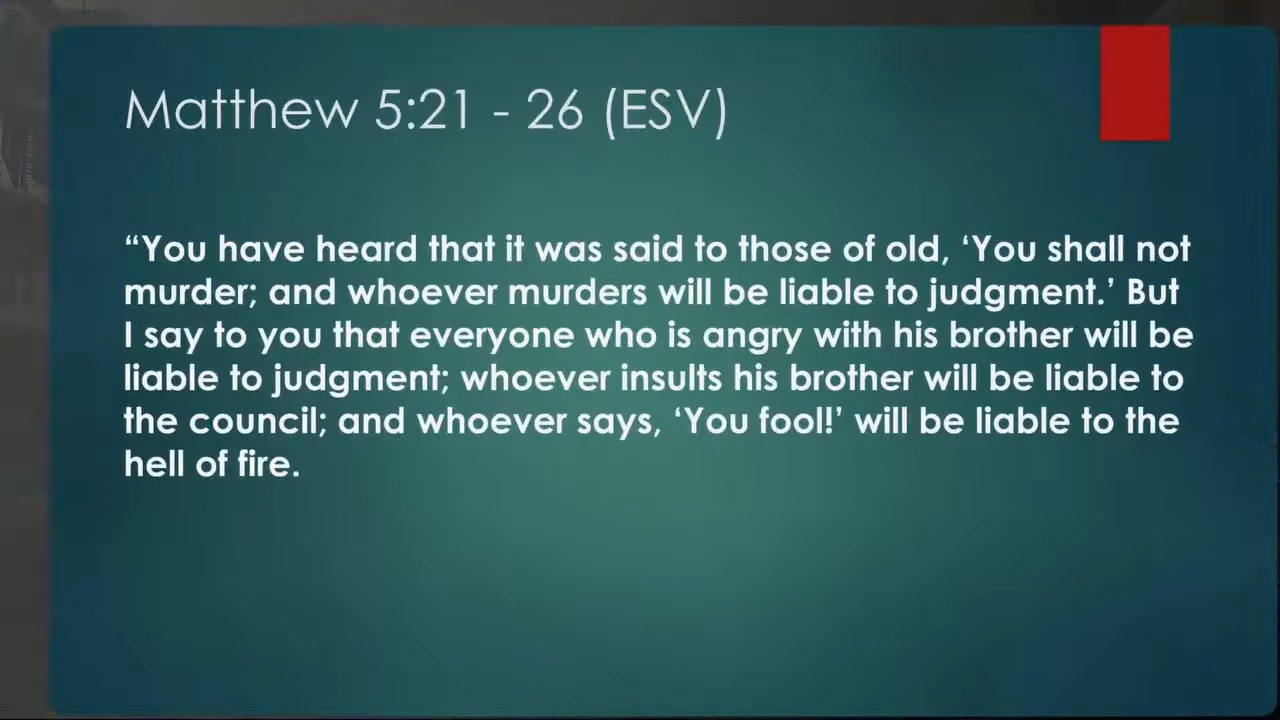 Matthew 5:21 - 26 (ESV)
“You have heard that it was said to those of old, ‘You shall not
murder; and whoever murders will be liable to judgment.’ But
I say to you that everyone who is angry with his brother will be
liable to judgment; whoever insults his brother will be liable to
the council; and whoever says, ‘You fool!’ will be liable to the
hell of fire.